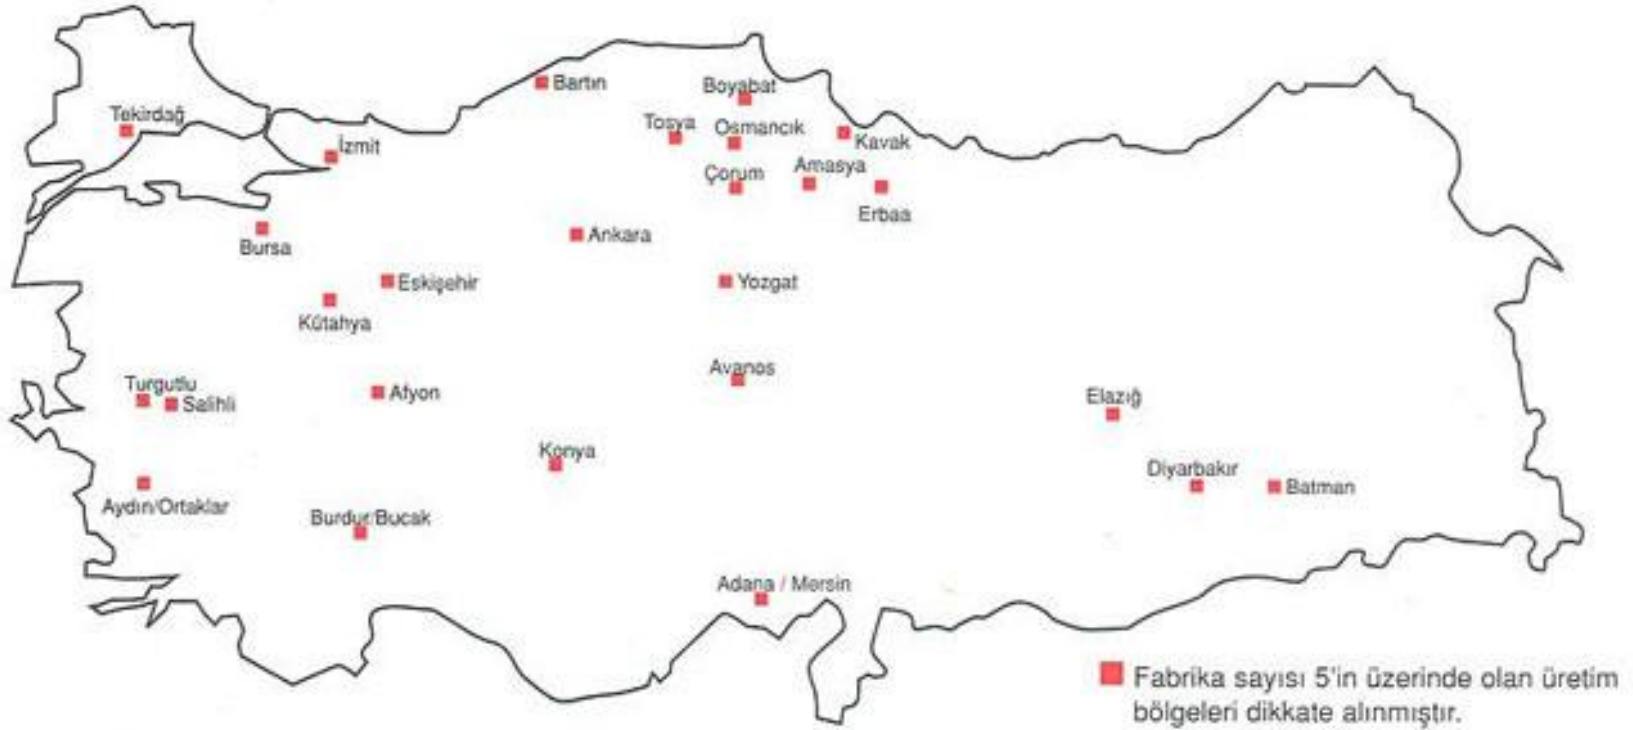 Bartın
Boyabat
Tekirdağ
Tosya
Osmancık
İzmit
Kavak
Çorum
Amasya
Erbaa
Bursa
Ankara
Eskişehir
Yozgat
Kütahya
Avanos
Turgutlu
Salihli
Afyon
Elazığ
Konya
Diyarbakır
Batman
Aydın/Ortaklar
Burdur/Bucak
Adana / Mersin
Fabrika sayısı 5'in üzerinde olan üretim
bölgeleri dikkate alınmıştır.